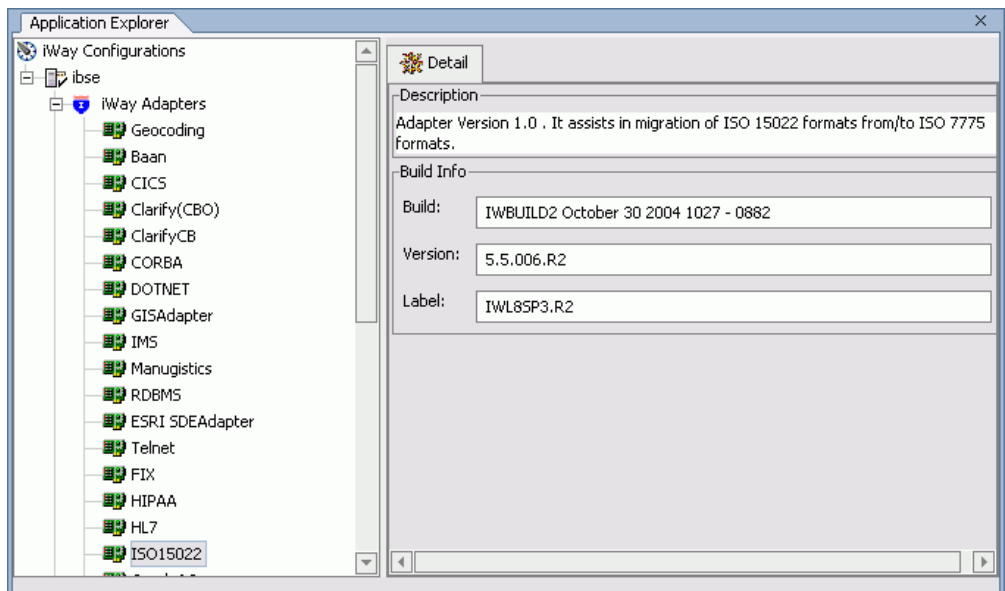 Application Explorer
iWay Configurations
ibse
iWay Adapters
Geocoding
Baan
CICS
Clarify(CBO)
ClarifyCB
CORBA
DOTNET
GISAdapter
IMS
Manugistics
RDBMS
ESRI SDEAdapter
Telnet
FIX
HIPAA
HL7
ISO15022
Detail
Description
Adapter Version 1.0 . It assists in migration of ISO 15022 formats from/to ISO 7775
formats.
Build Info
Build:
IWBUILD2 October 30 2004 1027 - 0882
Version:
5.5.006.R2
Label:
IWL8SP3.R2